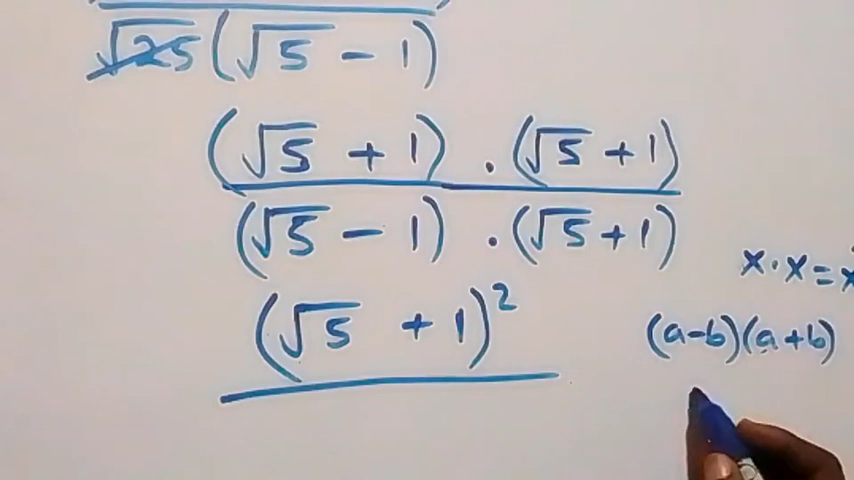 √25 (√5 − 1)
(√5 + 1) . (√5 + 1)
(√5 − 1) . (√5 + 1)
x . x = x
(√5 + 1)²
(a-b)(a+b)